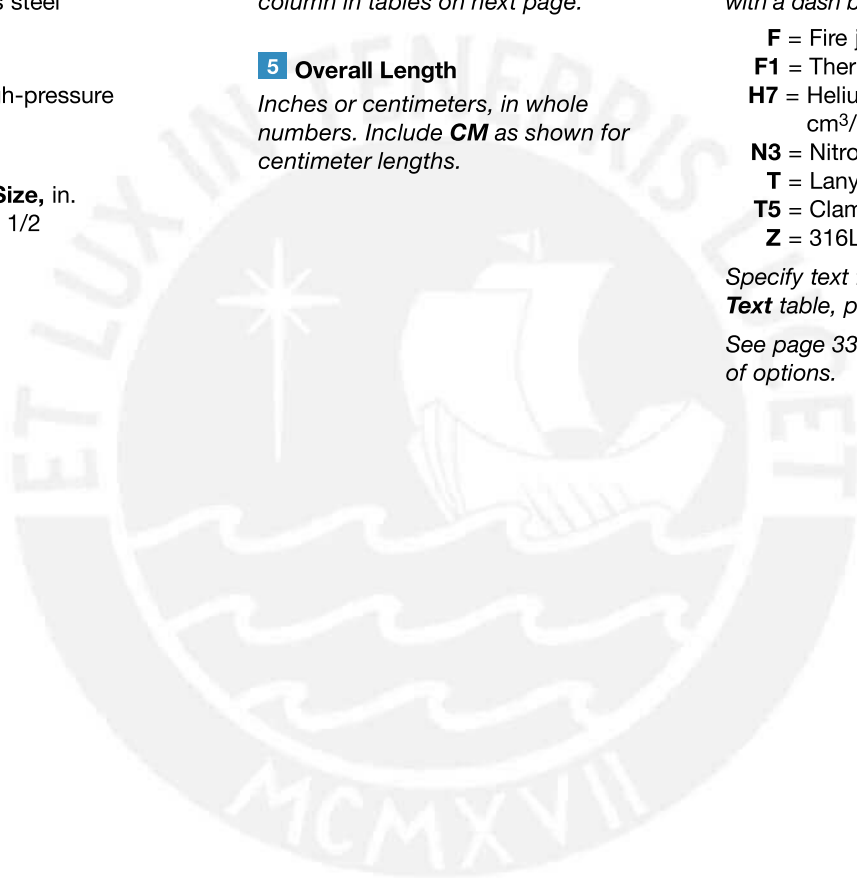 s steel
gh-pressure
Size, in.
1/2
column in tables on next page.
5 Overall Length
Inches or centimeters, in whole
numbers. Include CM as shown for
centimeter lengths.
with a dash b
F = Fire j
F1 = Ther
H7 = Heliu
cm3/
N3 = Nitro
T = Lany
T5 = Clam
Z = 316L
Specify text
Text table, p
See page 33
of options.
ET LUX IN TENEBRIS LUCET
MCMXVII